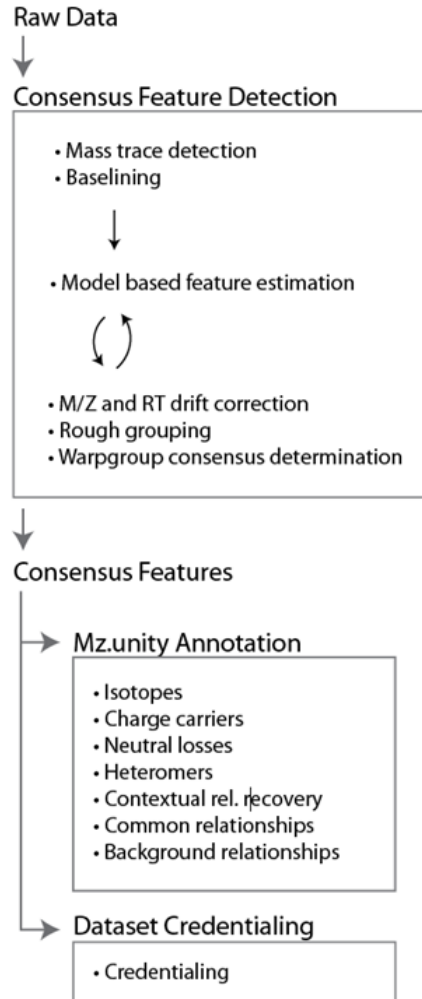 Raw Data
Consensus Feature Detection
• Mass trace detection
• Baselining
• Model based feature estimation
• M/Z and RT drift correction
• Rough grouping
• Warpgroup consensus determination
Consensus Features
Mz.unity Annotation
• Isotopes
• Charge carriers
• Neutral losses
• Heteromers
• Contextual rel. recovery
• Common relationships
• Background relationships
Dataset Credentialing
• Credentialing